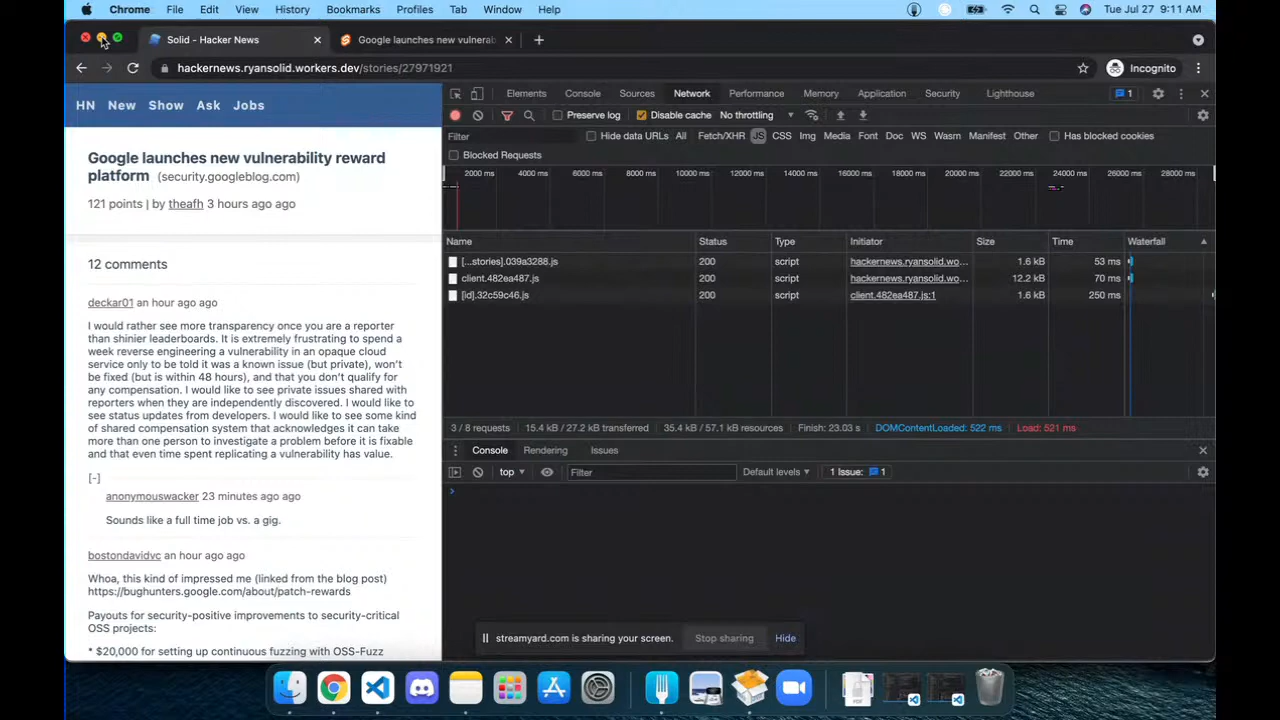 Chrome File Edit View History Bookmarks Profiles Tab Window Help Tue Jul 27 9:11 AM
Solid - Hacker News Google launches new vulnerab
hackernews.ryansolid.workers.dev/stories/27971921 Incognito
HN New Show Ask Jobs
Google launches new vulnerability reward
platform (security.googleblog.com)
121 points | by theafh 3 hours ago ago
12 comments
deckar01 an hour ago ago
I would rather see more transparency once you are a reporter
than shinier leaderboards. It is extremely frustrating to spend a
week reverse engineering a vulnerability in an opaque cloud
service only to be told it was a known issue (but private), won't
be fixed (but is within 48 hours), and that you don't qualify for
any compensation. I would like to see private issues shared with
reporters when they are independently discovered. I would like to
see status updates from developers. I would like to see some kind
of shared compensation system that acknowledges it can take
more than one person to investigate a problem before it is fixable
and that even time spent replicating a vulnerability has value.
[-]
anonymouswacker 23 minutes ago ago
Sounds like a full time job vs. a gig.
bostondavidvc an hour ago ago
Whoa, this kind of impressed me (linked from the blog post)
https://bughunters.google.com/about/patch-rewards
Payouts for security-positive improvements to security-critical
OSS projects:
* $20,000 for setting up continuous fuzzing with OSS-Fuzz
Elements Console Sources Network Performance Memory Application Security Lighthouse 1
Preserve log Disable cache No throttling
Filter Hide data URLs All Fetch/XHR JS CSS Img Media Font Doc WS Wasm Manifest Other Has blocked cookies
Blocked Requests
2000 ms 4000 ms 6000 ms 8000 ms 10000 ms 12000 ms 14000 ms 16000 ms 18000 ms 20000 ms 22000 ms 24000 ms 26000 ms 28000 ms
Name Status Type Initiator Size Time Waterfall
[...stories].039a3288.js 200 script hackernews.ryansolid.wo... 1.6 kB 53 ms
client.482ea487.js 200 script hackernews.ryansolid.wo... 12.2 kB 70 ms
[id].32c59c46.js 200 script client.482ea487.js:1 1.6 kB 250 ms
3 / 8 requests 15.4 kB / 27.2 kB transferred 35.4 kB / 57.1 kB resources Finish: 23.03 s DOMContentLoaded: 522 ms Load: 521 ms
Console Rendering Issues
top Filter Default levels 1 Issue: 1
streamyard.com is sharing your screen. Stop sharing Hide